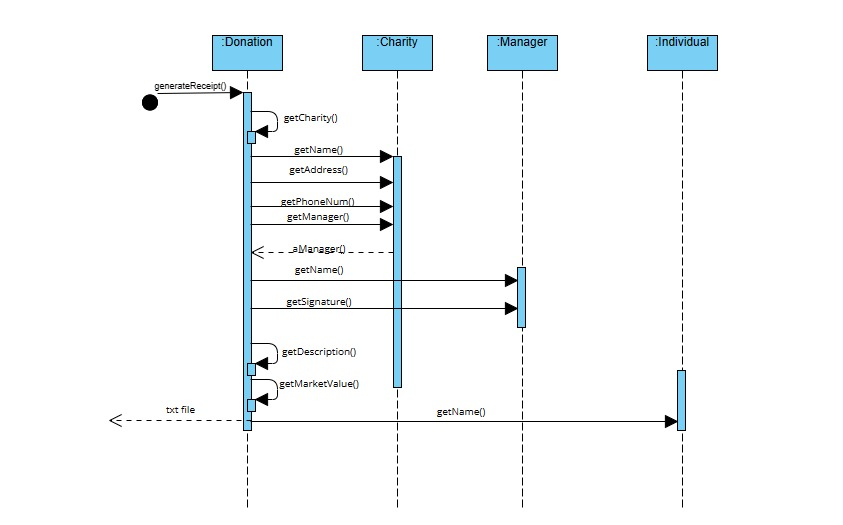 :Donation
:Charity
:Manager
:Individual
generateReceipt()
getCharity()
getName()
getAddress()
getPhoneNum()
getManager()
aManager()
getName()
getSignature()
getDescription()
getMarketValue()
txt file
getName()